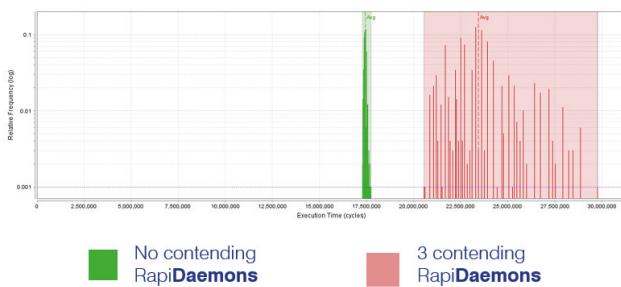 Avg Avg
0.1
0.01
0.001
Relative Frequency (log)
0 2,500,000 5,000,000 7,500,000 10,000,000 12,500,000 15,000,000 17,500,000 20,000,000 22,500,000 25,000,000 27,500,000 30,000,000
Execution Time (cycles)
No contending
RapiDaemons
3 contending
RapiDaemons